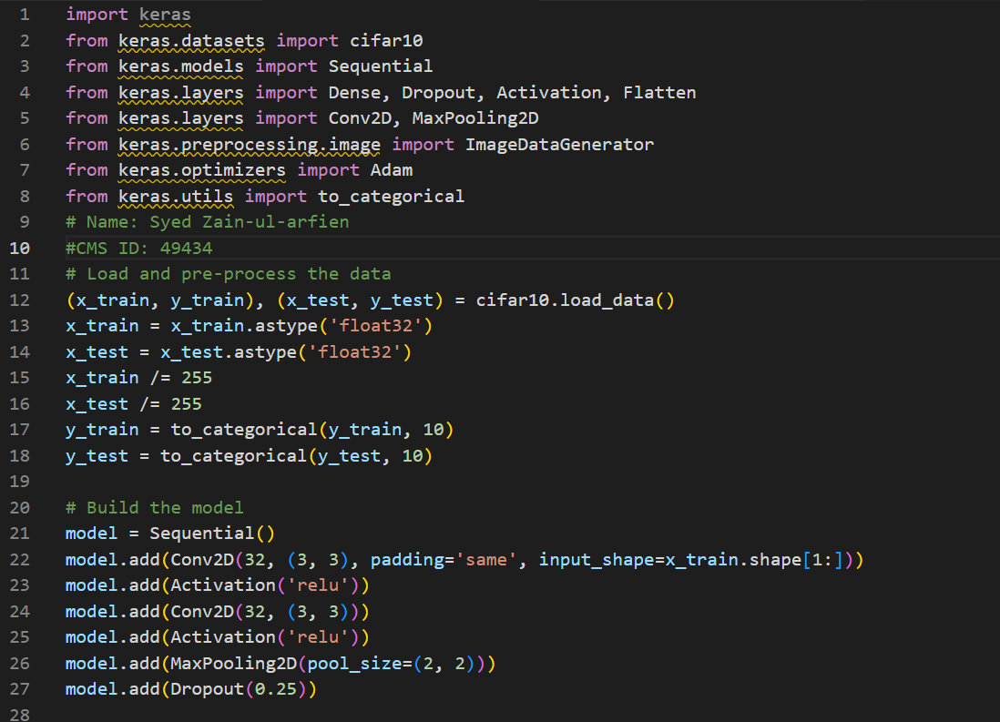 1 import keras
2 from keras.datasets import cifar10
3 from keras.models import Sequential
4 from keras.layers import Dense, Dropout, Activation, Flatten
5 from keras.layers import Conv2D, MaxPooling2D
6 from keras.preprocessing.image import ImageDataGenerator
7 from keras.optimizers import Adam
8 from keras.utils import to_categorical
9 # Name: Syed Zain-ul-arfien
10 #CMS ID: 49434
11 # Load and pre-process the data
12 (x_train, y_train), (x_test, y_test) = cifar10.load_data()
13 x_train = x_train.astype('float32')
14 x_test = x_test.astype('float32')
15 x_train /= 255
16 x_test /= 255
17 y_train = to_categorical(y_train, 10)
18 y_test = to_categorical(y_test, 10)
19
20 # Build the model
21 model = Sequential()
22 model.add(Conv2D(32, (3, 3), padding='same', input_shape=x_train.shape[1:]))
23 model.add(Activation('relu'))
24 model.add(Conv2D(32, (3, 3)))
25 model.add(Activation('relu'))
26 model.add(MaxPooling2D(pool_size=(2, 2)))
27 model.add(Dropout(0.25))
28